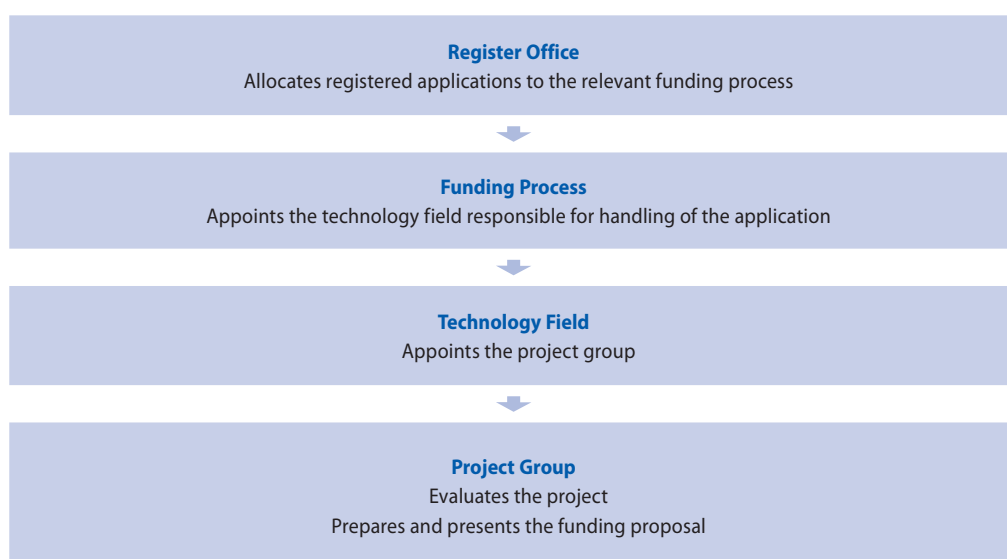 Register Office
Allocates registered applications to the relevant funding process
Funding Process
Appoints the technology field responsible for handling of the application
Technology Field
Appoints the project group
Project Group
Evaluates the project
Prepares and presents the funding proposal